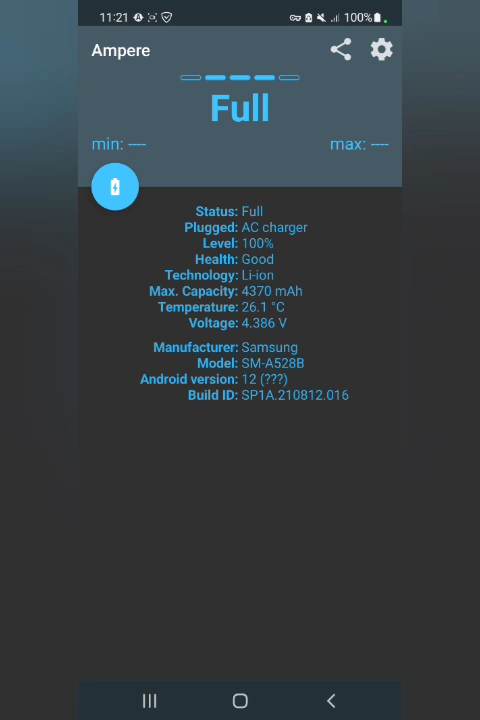 11:21 100%
Ampere
Full
min: ---- max: ----
Status: Full
Plugged: AC charger
Level: 100%
Health: Good
Technology: Li-ion
Max. Capacity: 4370 mAh
Temperature: 26.1 °C
Voltage: 4.386 V
Manufacturer: Samsung
Model: SM-A528B
Android version: 12 (???)
Build ID: SP1A.210812.016